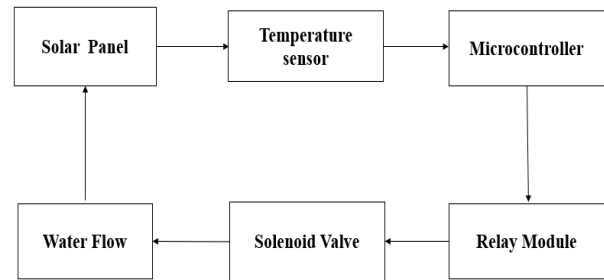 Solar Panel
Temperature
sensor
Microcontroller
Water Flow
Solenoid Valve
Relay Module